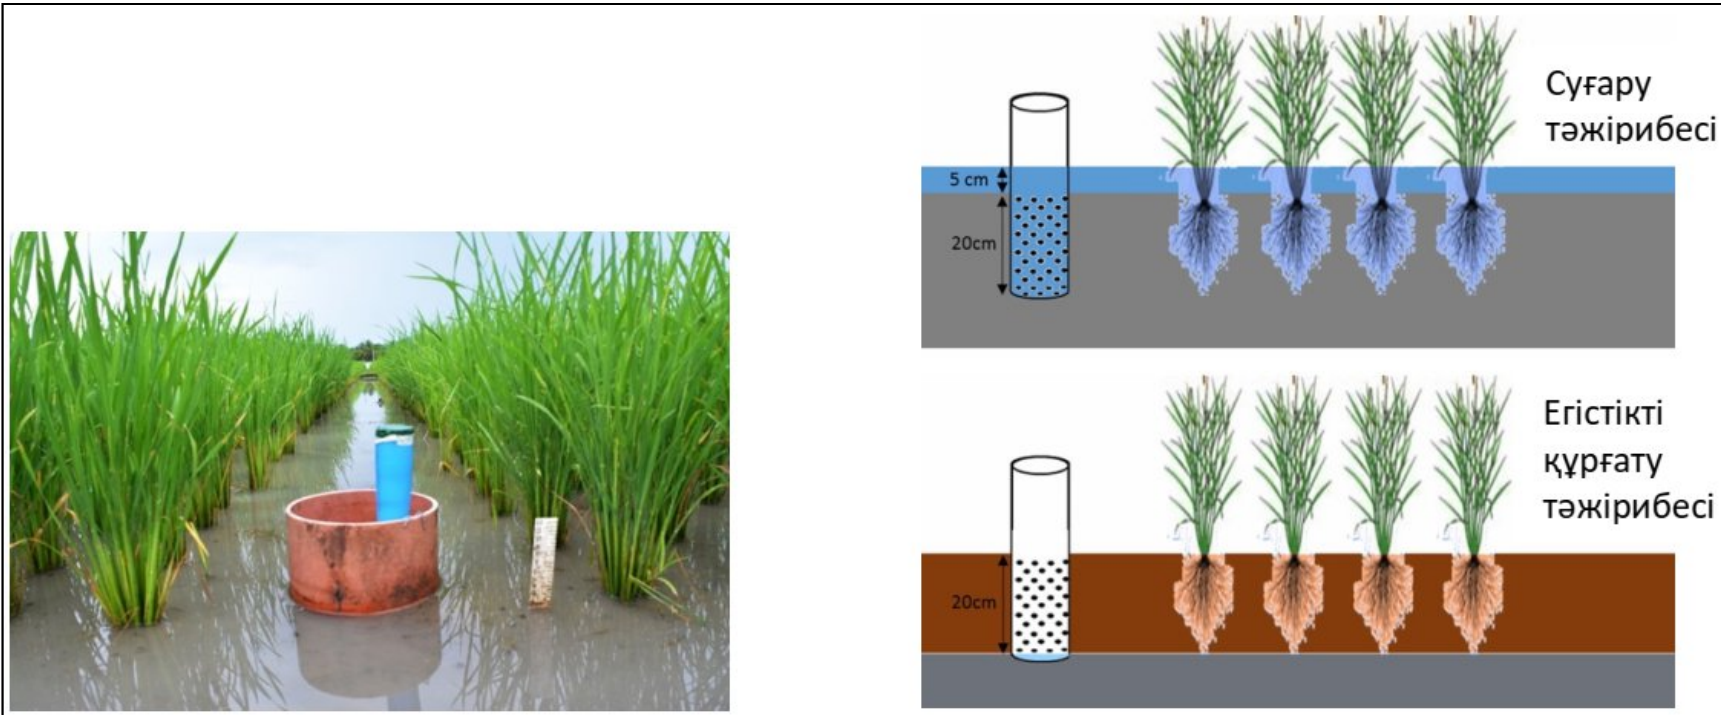 Суғару
тәжірибесі
5 cm
20cm
Егістікті
құрғату
тәжірибесі
20cm